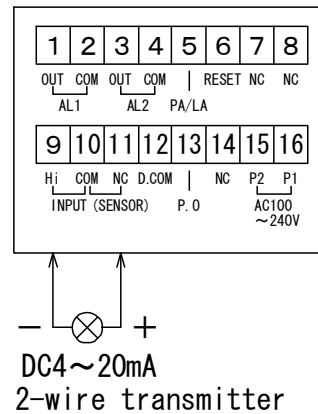 1 2 3 4 5 6 7 8
OUT COM OUT COM | RESET NC NC
AL1 AL2 PA/LA
9 10 11 12 13 14 15 16
Hi COM NC D.COM | NC P2 P1
INPUT (SENSOR) P.O AC100
～240V
− +
DC4～20mA
2-wire transmitter